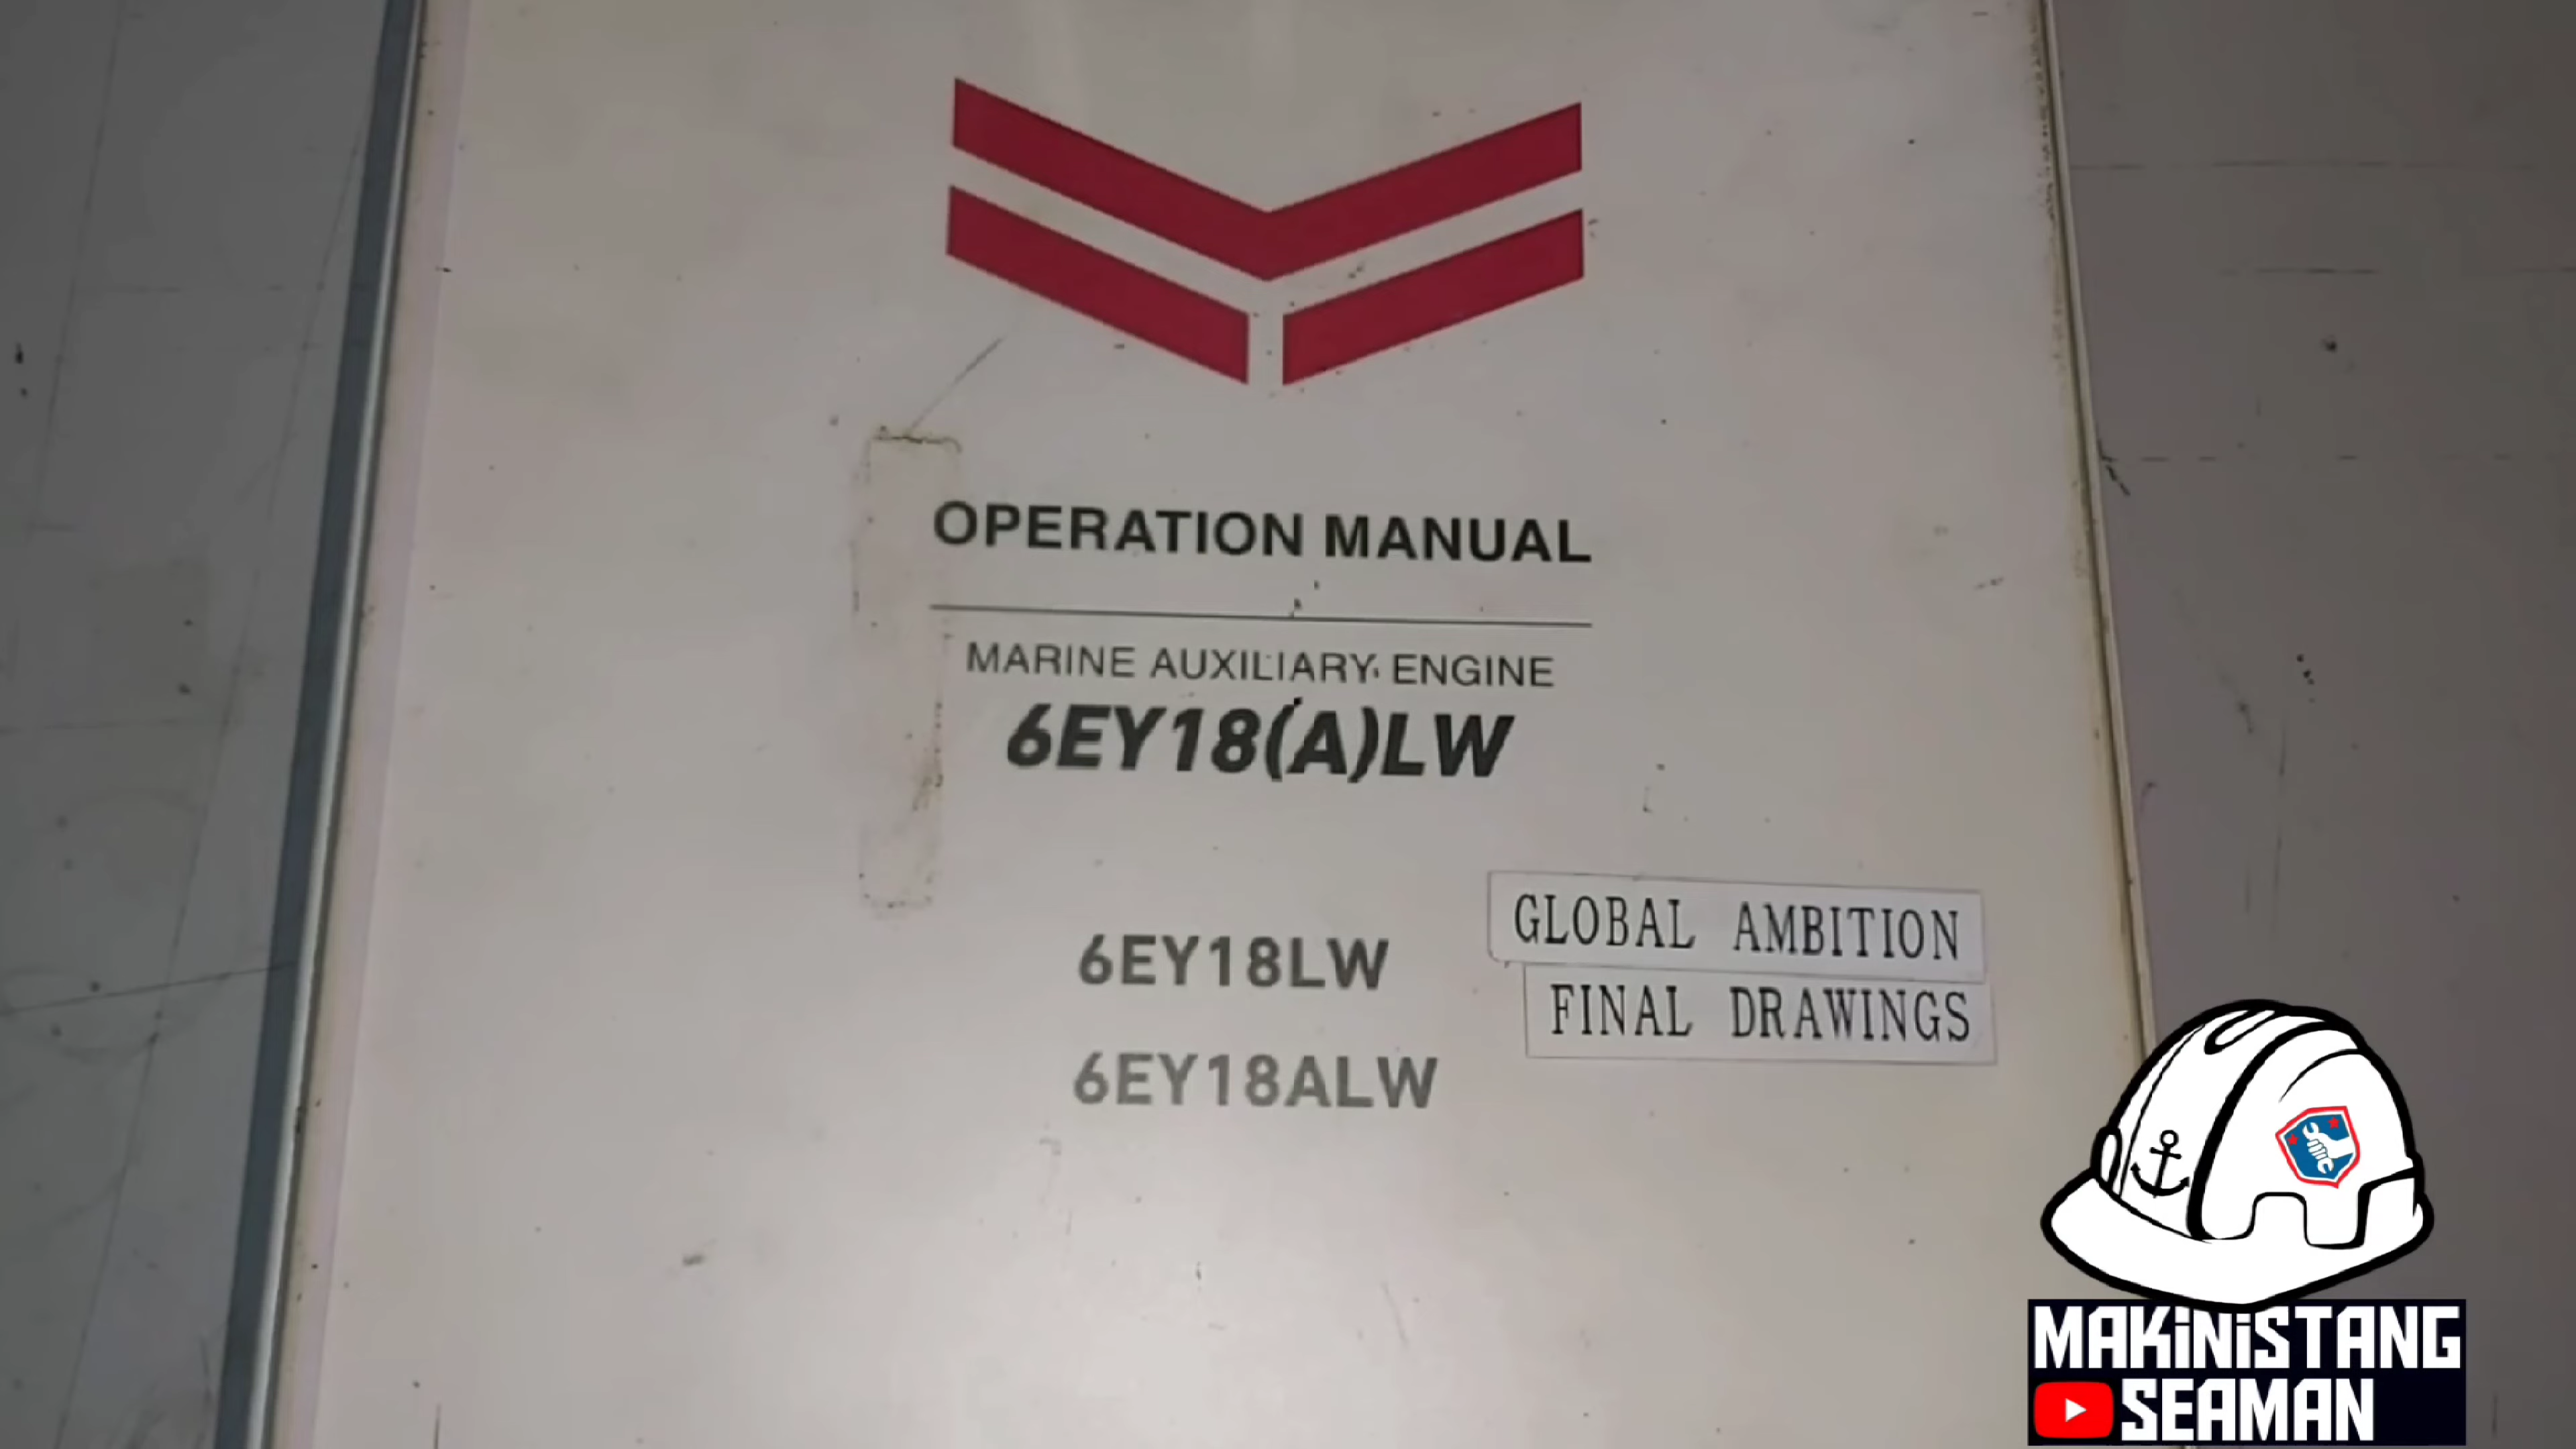 OPERATION MANUAL
MARINE AUXILIARY ENGINE
6EY18(A)LW
6EY18LW
6EY18ALW
GLOBAL AMBITION
FINAL DRAWINGS
MAKiNiSTANG
SEAMAN